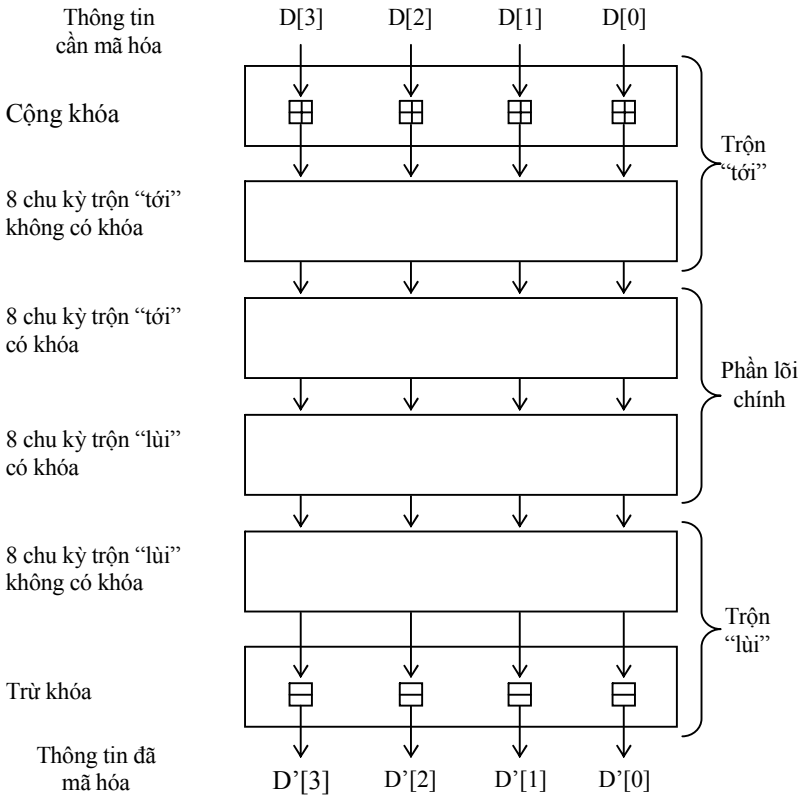 Thông tin
cần mã hóa
D[3] D[2] D[1] D[0]
Cộng khóa
Trộn
“tới”
8 chu kỳ trộn “tới”
không có khóa
8 chu kỳ trộn “tới”
có khóa
Phần lõi
chính
8 chu kỳ trộn “lùi”
có khóa
8 chu kỳ trộn “lùi”
không có khóa
Trộn
“lùi”
Trừ khóa
Thông tin đã
mã hóa
D’[3] D’[2] D’[1] D’[0]